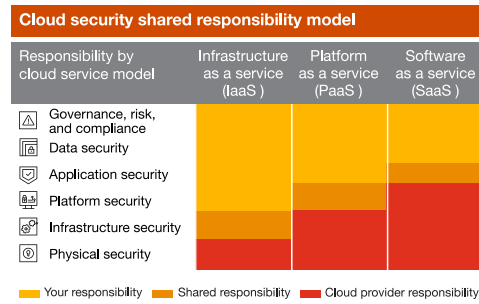 Cloud security shared responsibility model
Responsibility by
cloud service model
Infrastructure
as a service
(IaaS )
Platform
as a service
(PaaS )
Software
as a service
(SaaS )
Governance, risk,
and compliance
Data security
Application security
Platform security
Infrastructure security
Physical security
Your responsibility
Shared responsibility
Cloud provider responsibility